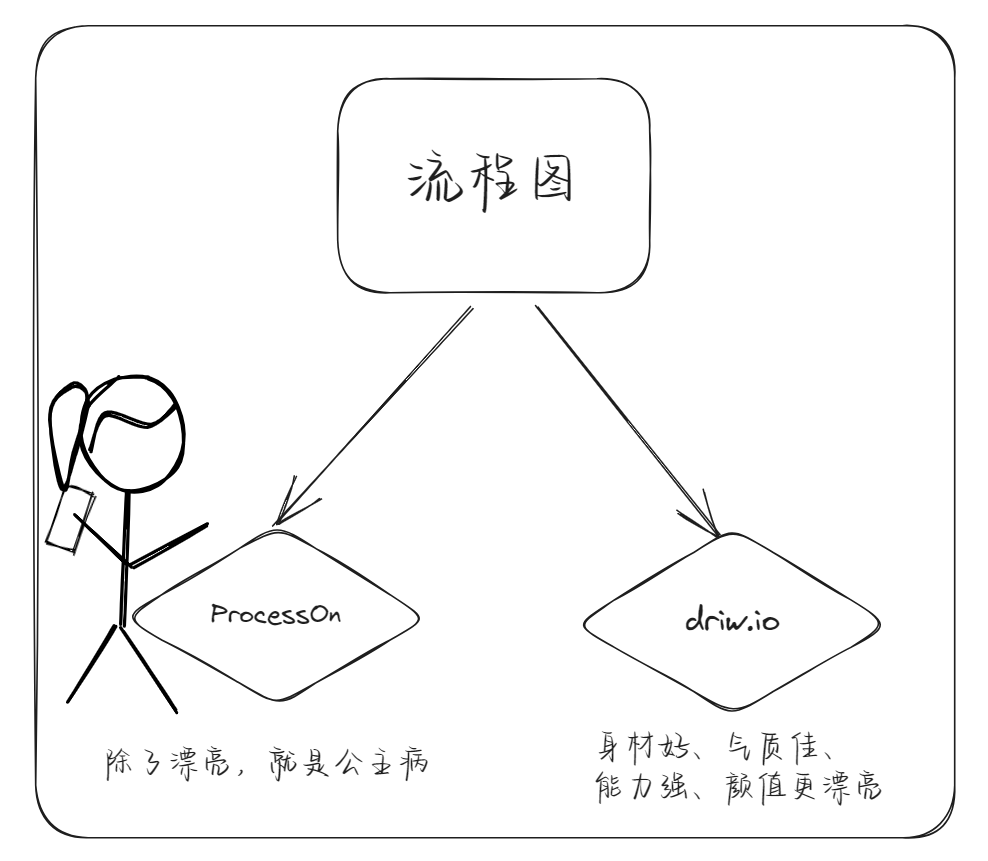 流程图
ProcessOn
driw.io
除了漂亮，就是公主病
身材好、气质佳、
能力强、颜值更漂亮